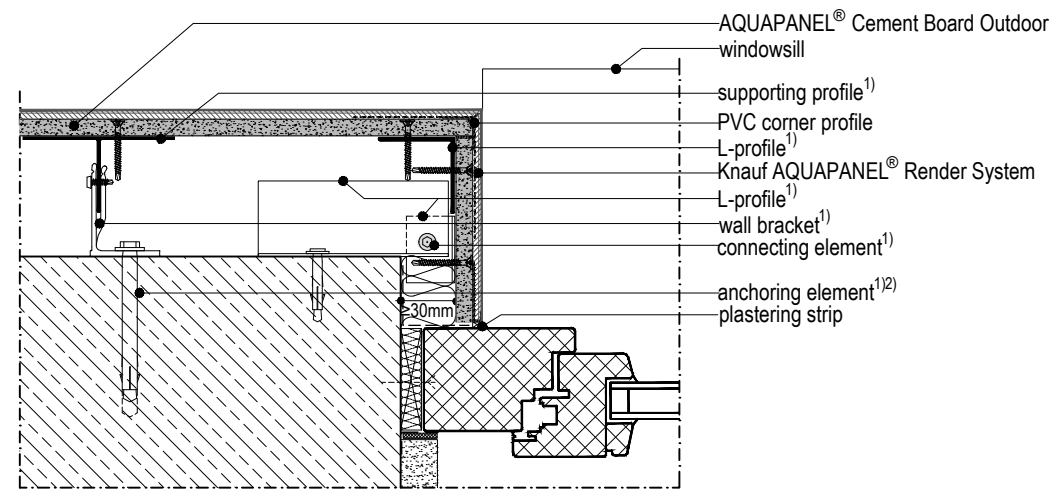 AQUAPANEL® Cement Board Outdoor
windowsill
supporting profile¹⁾
PVC corner profile
L-profile¹⁾
Knauf AQUAPANEL® Render System
L-profile¹⁾
wall bracket¹⁾
connecting element¹⁾
anchoring element¹⁾²⁾
≥30mm
plastering strip